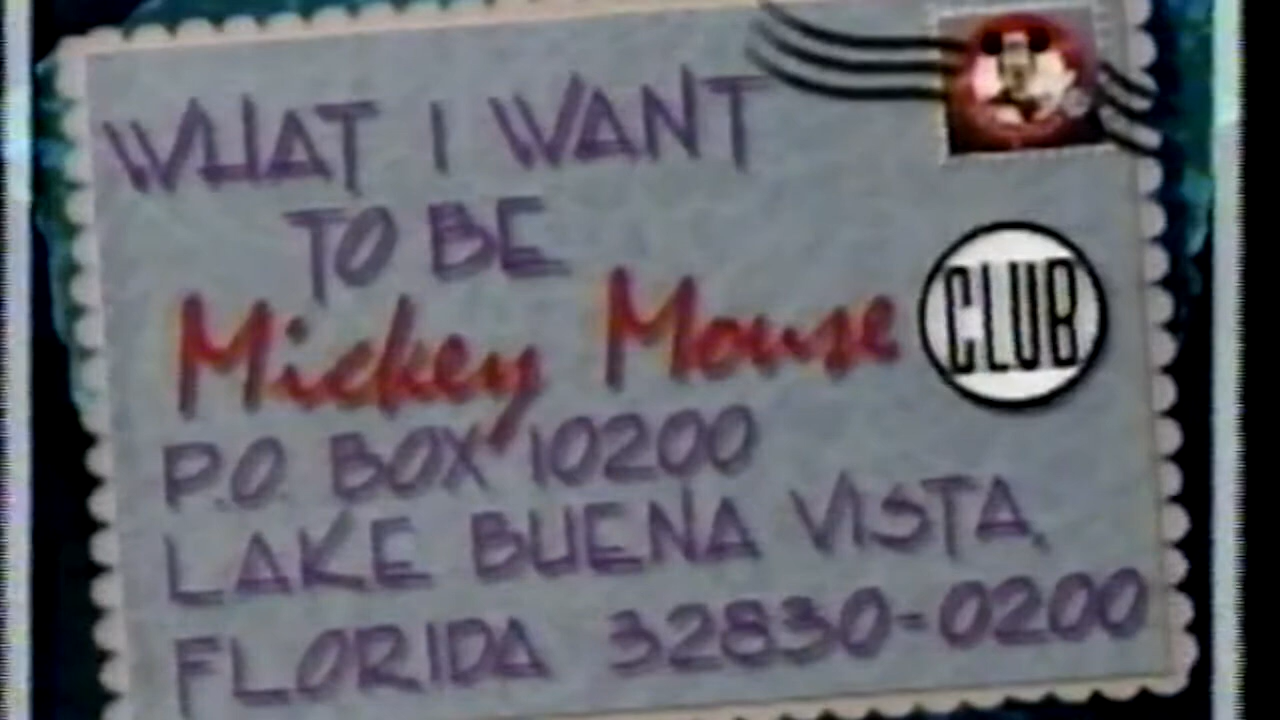 WHAT I WANT
TO BE
Mickey Mouse CLUB
P.O. BOX 10200
LAKE BUENA VISTA,
FLORIDA 32830-0200